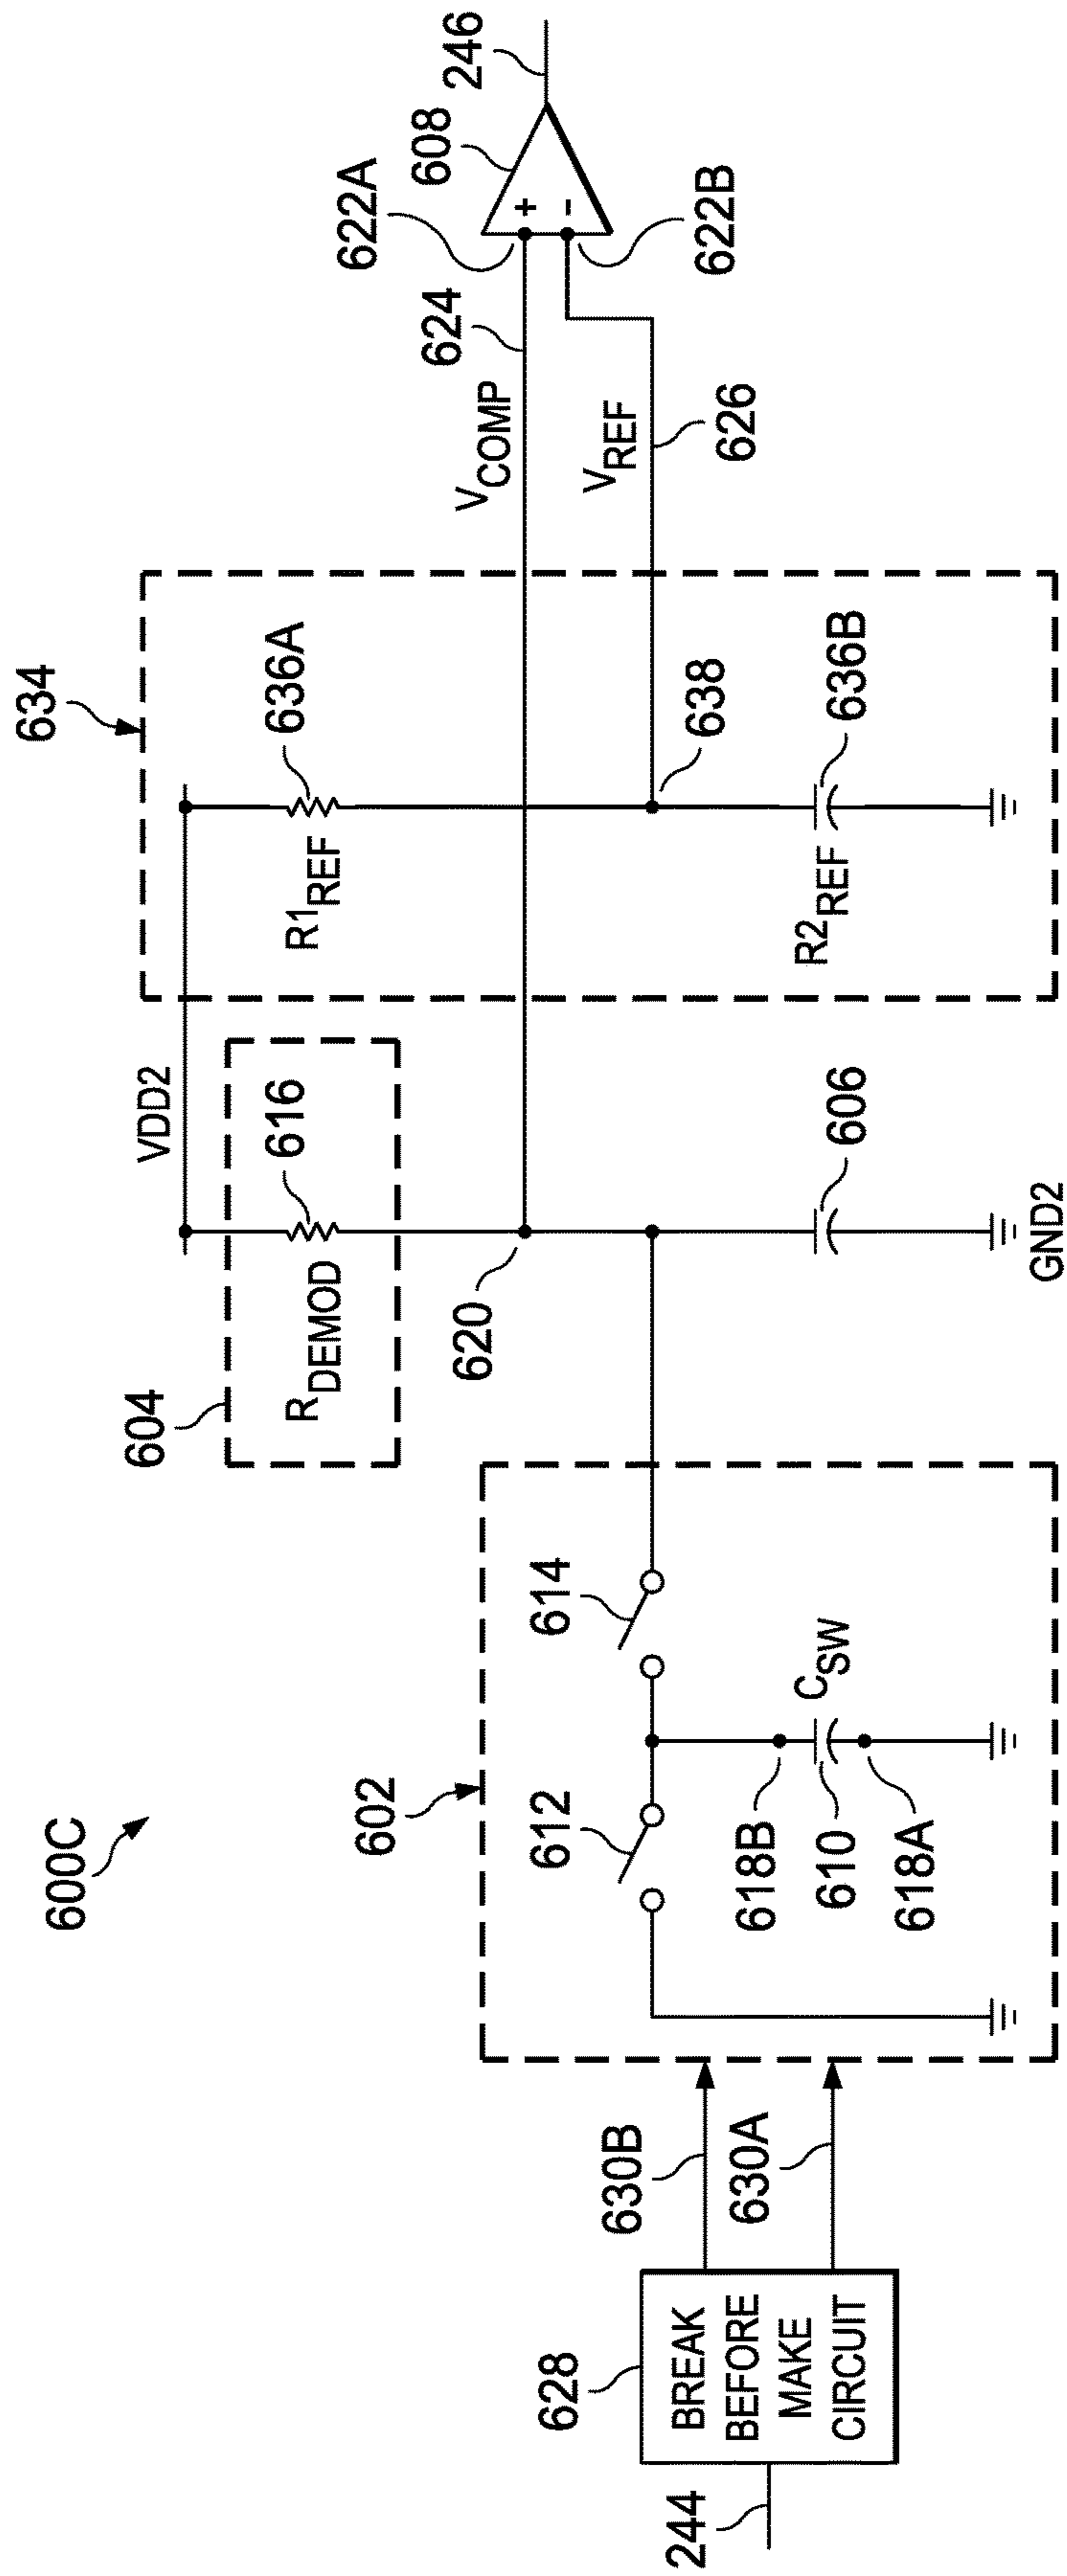 600C
244
628
BREAK
BEFORE
MAKE
CIRCUIT
630B
630A
602
612
614
618B
610
618A
C_SW
604
R_DEMOD
616
VDD2
620
606
GND2
634
R1_REF
636A
R2_REF
636B
638
V_COMP
624
V_REF
626
622A
622B
608
+
-
246